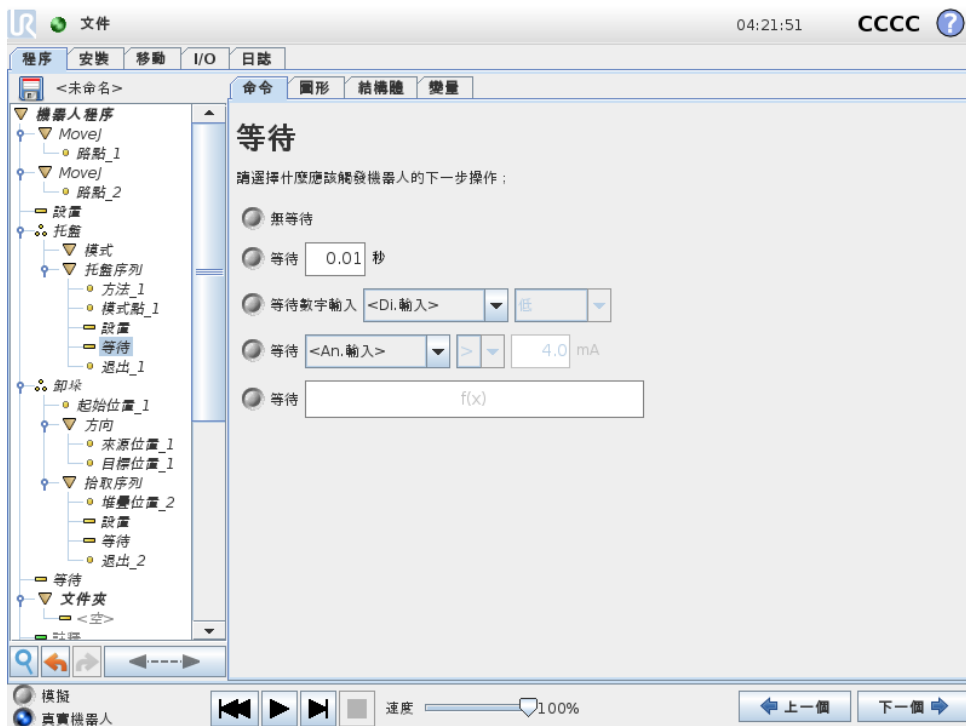 UR 文件 04:21:51 CCCC ?
程序 安裝 移動 I/O 日誌
<未命名>
命令 圖形 結構體 變量
機器人程序
MoveJ
路點_1
MoveJ
路點_2
設置
托盤
模式
托盤序列
方法_1
模式點_1
設置
等待
退出_1
卸垛
起始位置_1
方向
來源位置_1
目標位置_1
拾取序列
堆疊位置_2
設置
等待
退出_2
等待
文件夾
<空>
註釋
等待
請選擇什麼應該觸發機器人的下一步操作：
無等待
等待 0.01 秒
等待數字輸入 <Di.輸入> 低
等待 <An.輸入> > 4.0 mA
等待 f(x)
模擬
真實機器人
速度 100%
上一個 下一個